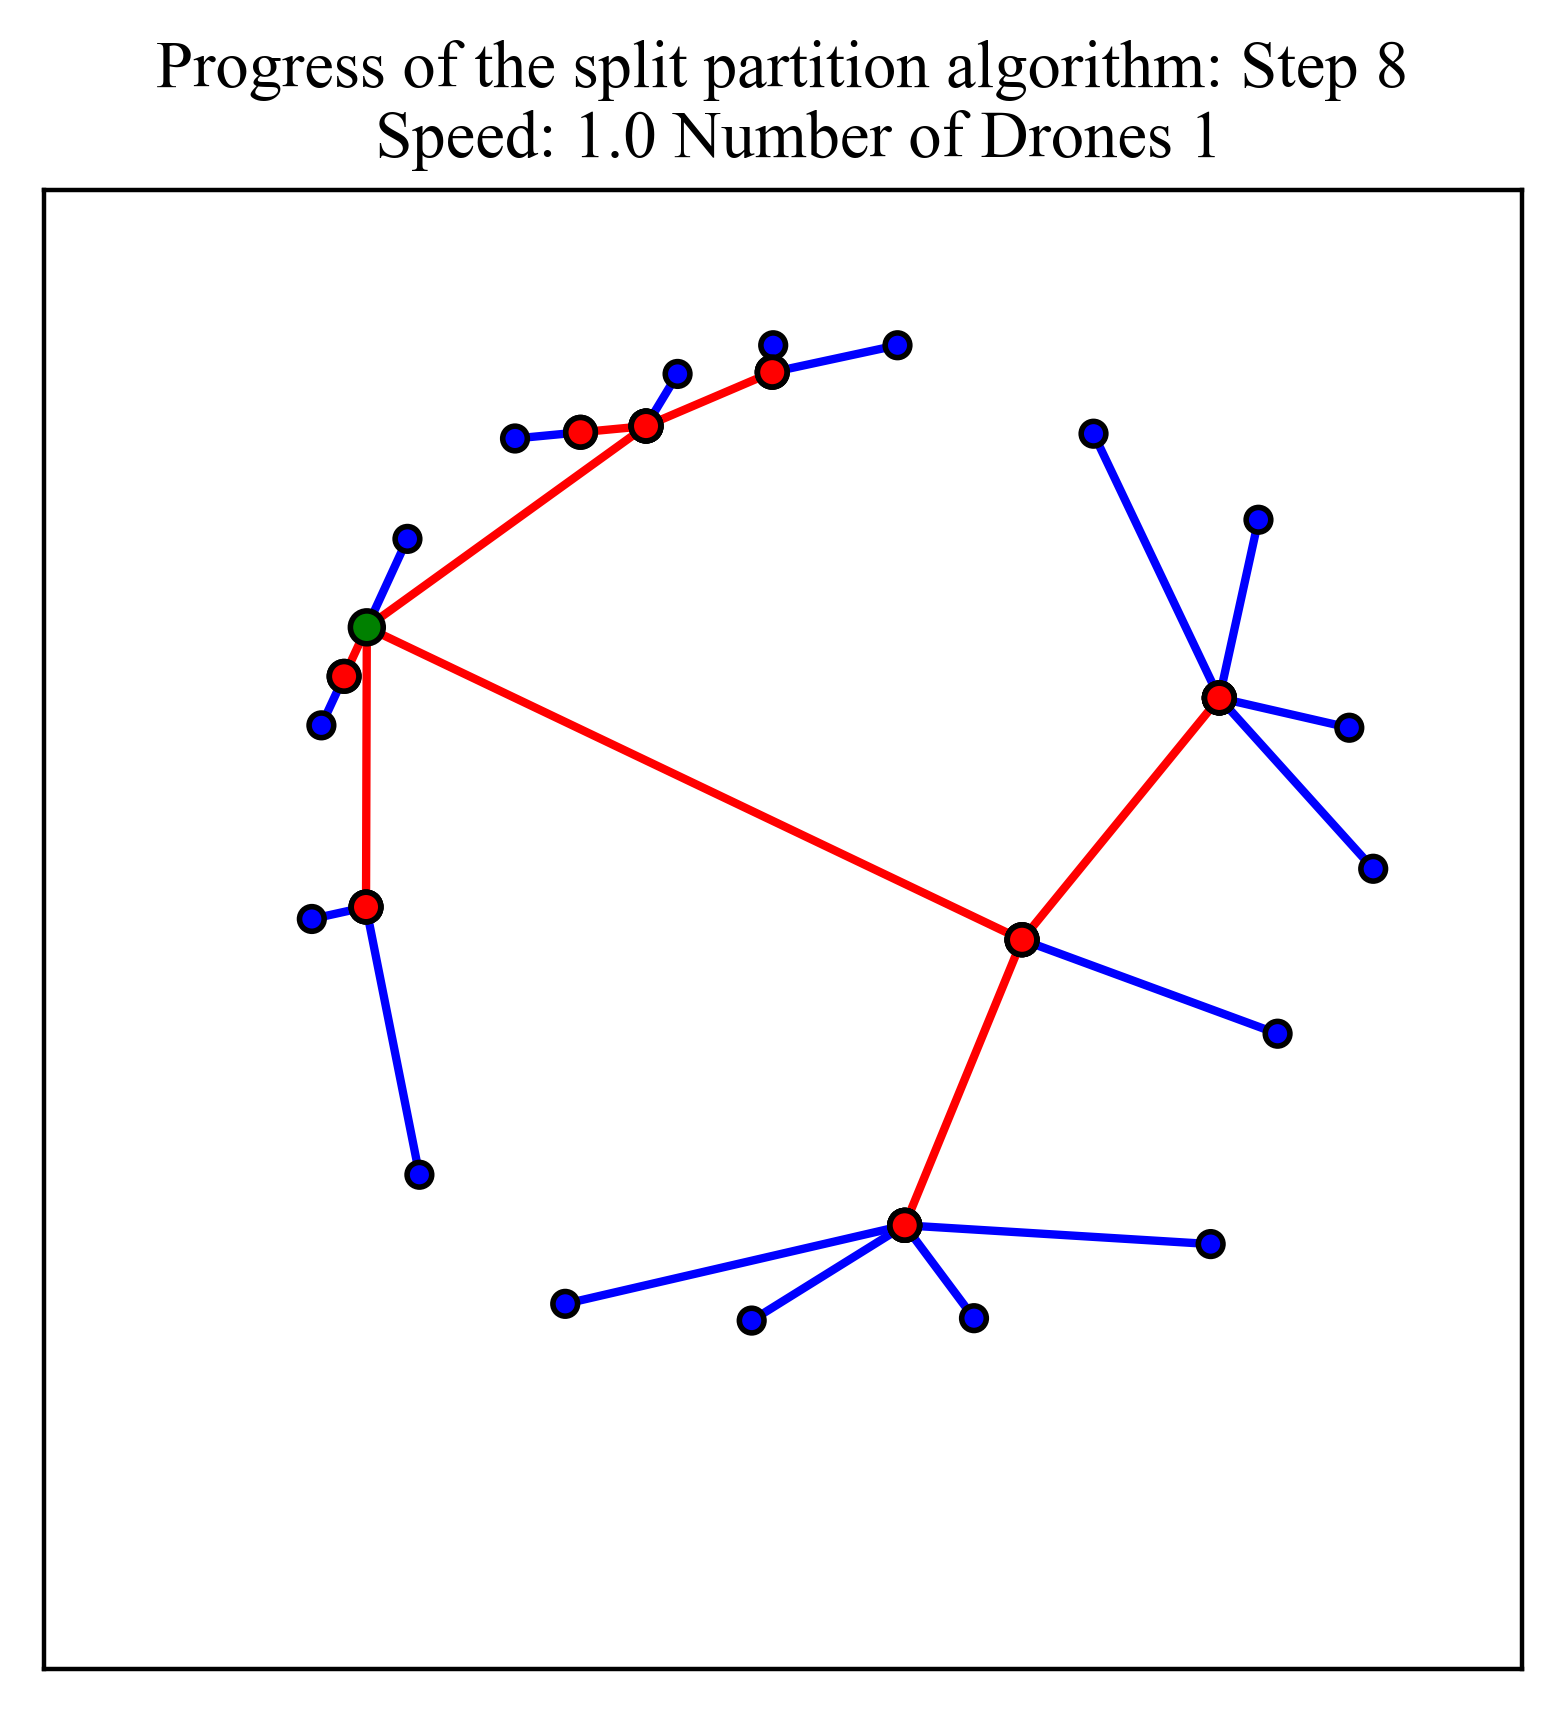 Progress of the split partition algorithm: Step 8
Speed: 1.0 Number of Drones 1